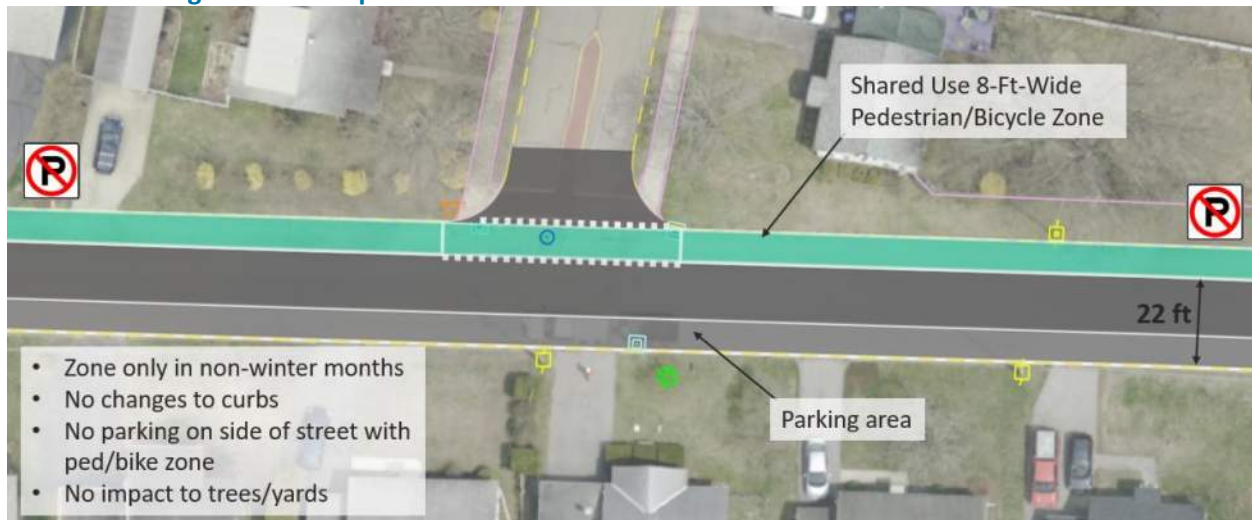 Shared Use 8-Ft-Wide
Pedestrian/Bicycle Zone
P
P
22 ft
• Zone only in non-winter months
• No changes to curbs
• No parking on side of street with
ped/bike zone
• No impact to trees/yards
Parking area